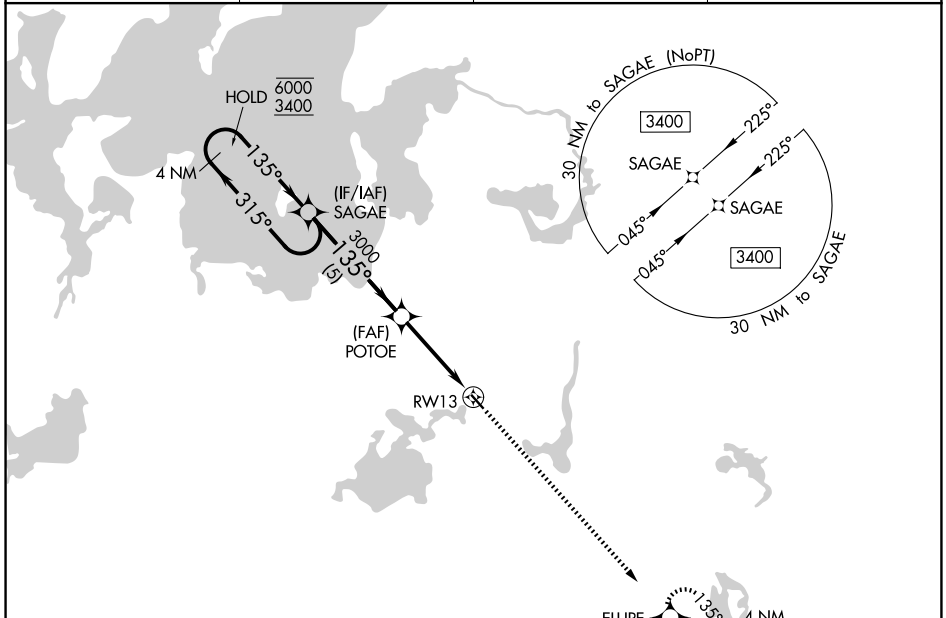 HOLD
6000
3400
4 NM
135°
315°
(IF/IAF)
SAGAE
3000
135°
(5)
(FAF)
POTOE
RW13
30 NM to SAGAE (NoPT)
3400
225°
SAGAE
045°
225°
SAGAE
045°
3400
30 NM to SAGAE
135°
4 NM